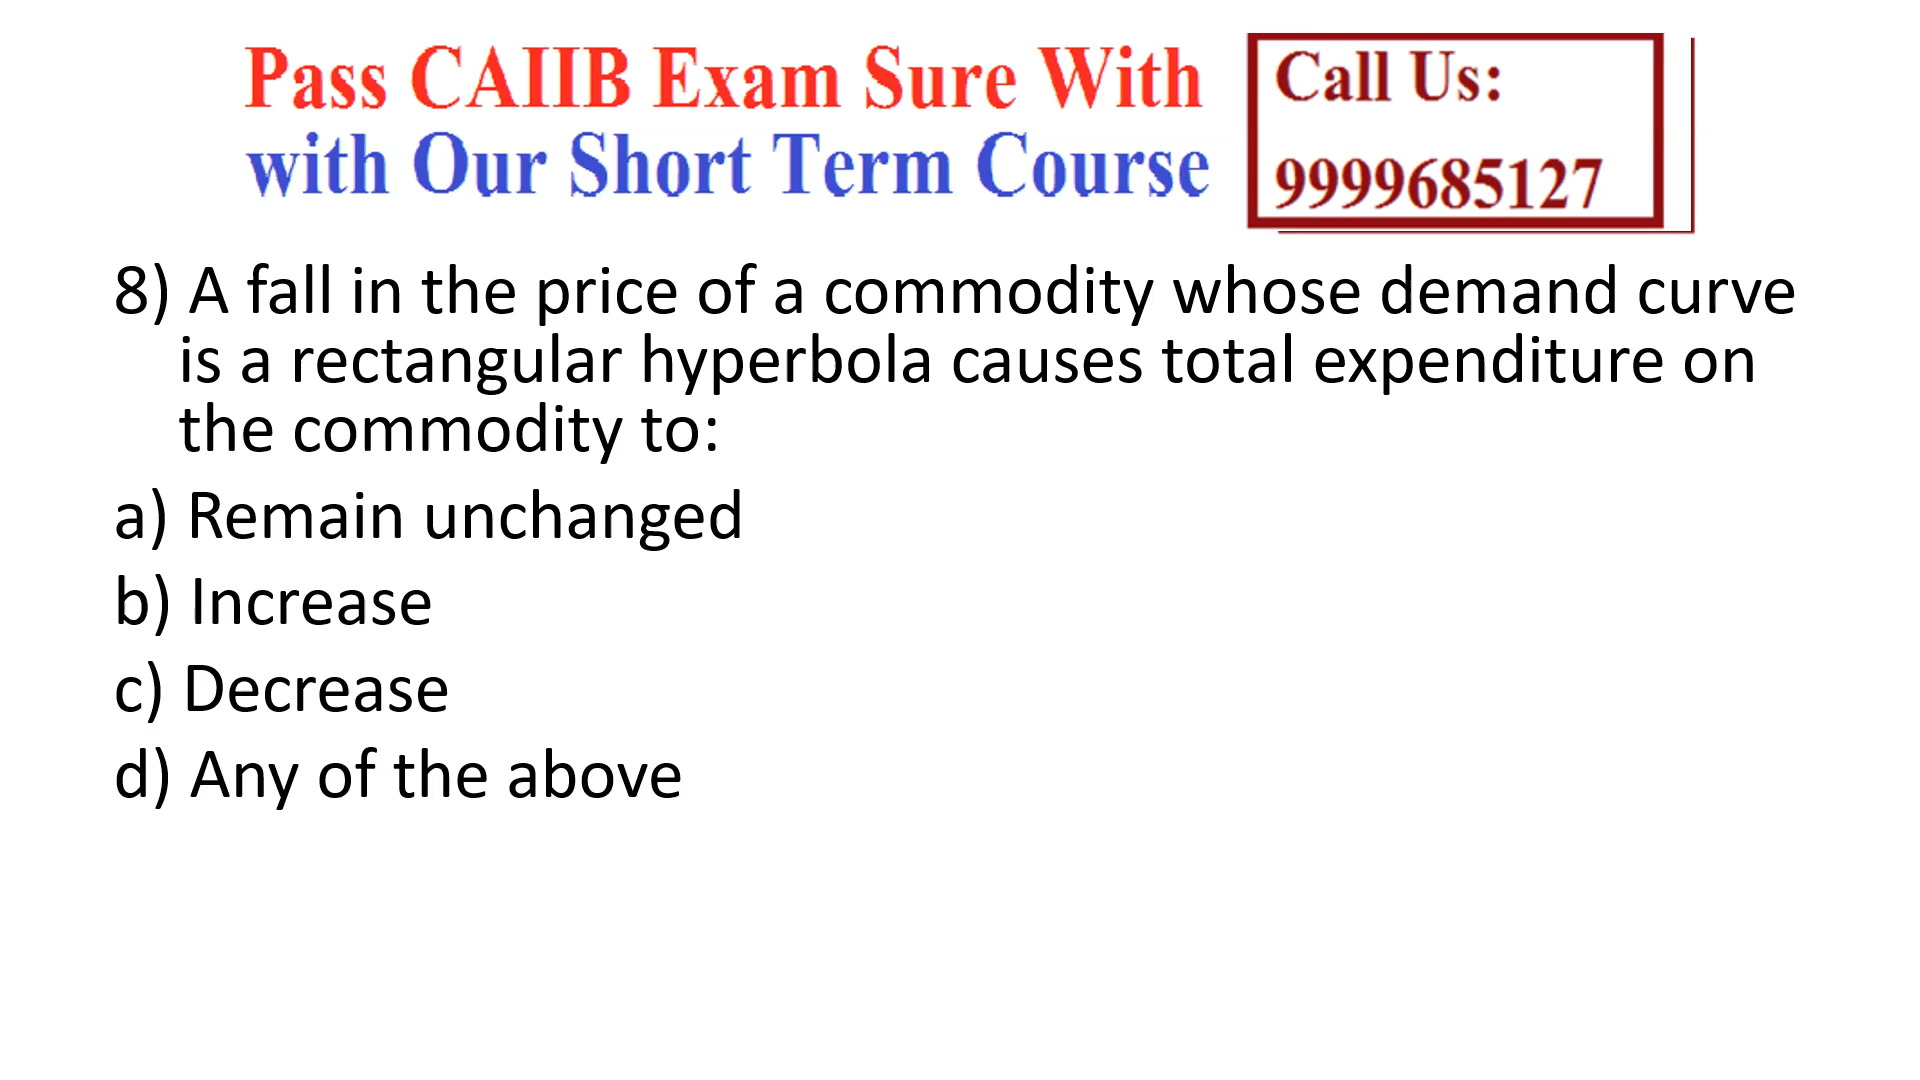 Pass CAIIB Exam Sure With
with Our Short Term Course
Call Us:
9999685127
8) A fall in the price of a commodity whose demand curve
is a rectangular hyperbola causes total expenditure on
the commodity to:
a) Remain unchanged
b) Increase
c) Decrease
d) Any of the above